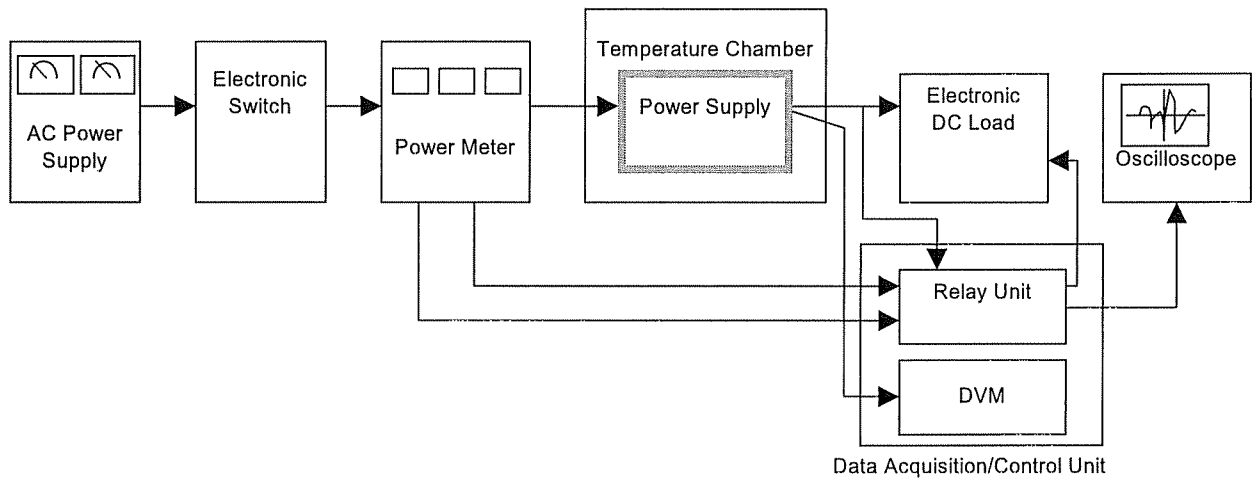 AC Power
Supply
Electronic
Switch
Power Meter
Temperature Chamber
Power Supply
Electronic
DC Load
Oscilloscope
Relay Unit
DVM
Data Acquisition/Control Unit